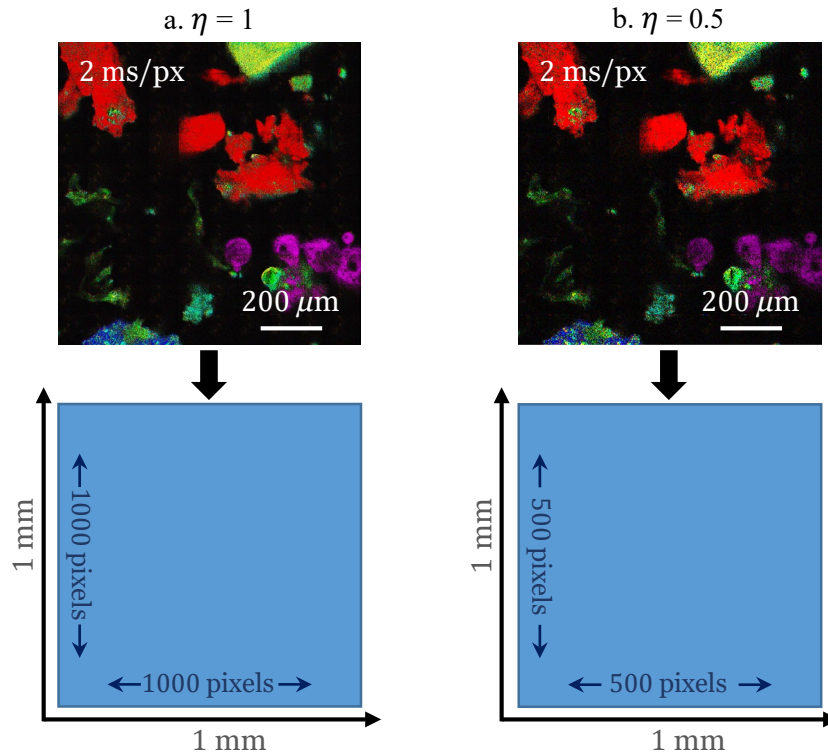 a. η = 1
b. η = 0.5
2 ms/px
2 ms/px
200 μm
200 μm
1 mm
1000 pixels
1000 pixels
1 mm
1 mm
500 pixels
500 pixels
1 mm